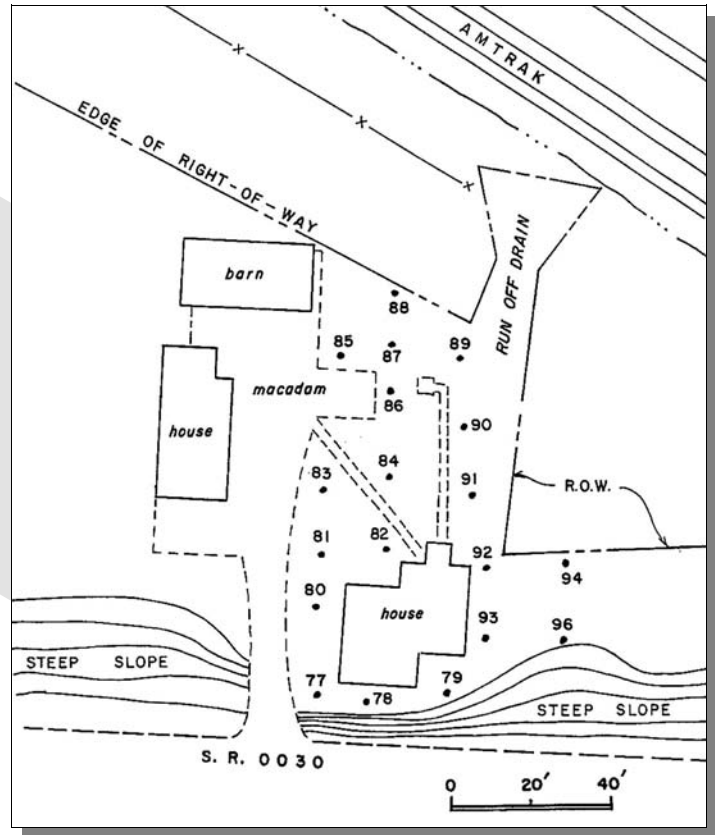 AMTRAK
EDGE OF RIGHT-OF-WAY
RUN OFF DRAIN
barn
88
85
87
89
macadam
86
house
90
84
83
91
R.O.W.
81
82
92
94
80
house
93
96
STEEP SLOPE
77
78
79
STEEP SLOPE
S. R. 0030
0 20' 40'